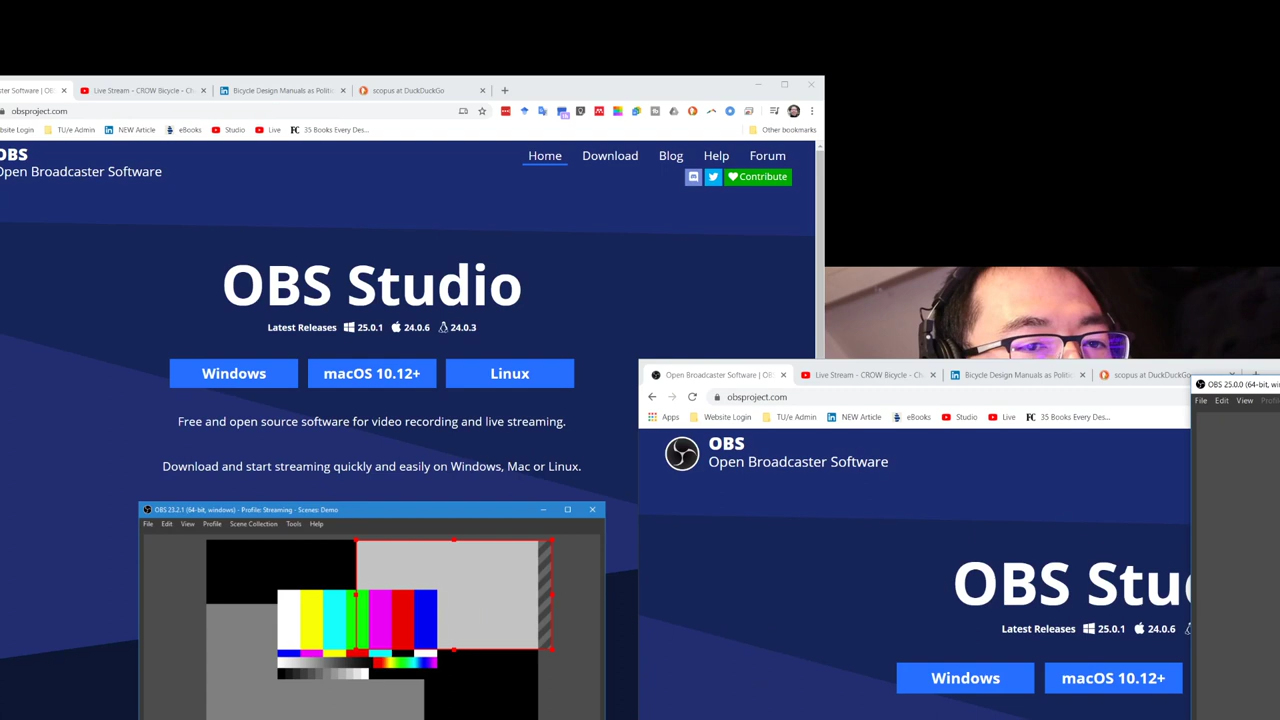 ster Software | OB
Live Stream - CROW Bicycle - Ch
Bicycle Design Manuals as Politic
scopus at DuckDuckGo
obsproject.com
site Login
TU/e Admin
NEW Article
eBooks
Studio
Live
35 Books Every Des...
Other bookmarks
OBS
Open Broadcaster Software
Home
Download
Blog
Help
Forum
Contribute
OBS Studio
Latest Releases 25.0.1 24.0.6 24.0.3
Windows
macOS 10.12+
Linux
Free and open source software for video recording and live streaming.
Download and start streaming quickly and easily on Windows, Mac or Linux.
OBS 23.2.1 (64-bit, windows) - Profile: Streaming - Scenes: Demo
File Edit View Profile Scene Collection Tools Help
Open Broadcaster Software | OBS
Live Stream - CROW Bicycle - Ch
Bicycle Design Manuals as Politic
scopus at DuckDuckGo
obsproject.com
Apps
Website Login
TU/e Admin
NEW Article
eBooks
Studio
Live
35 Books Every Des...
OBS
Open Broadcaster Software
OBS Stu
Latest Releases 25.0.1 24.0.6
Windows
macOS 10.12+
OBS 25.0.0 (64-bit, wi
File Edit View Profi